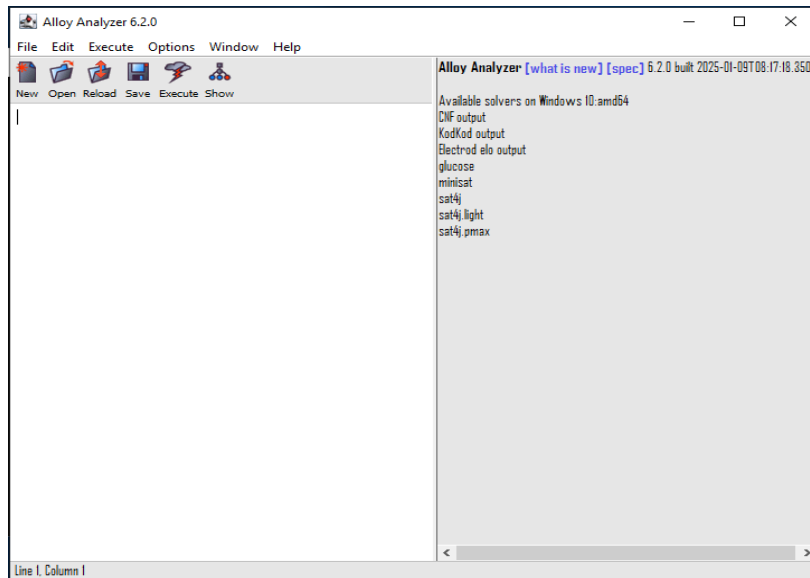 Alloy Analyzer 6.2.0
File Edit Execute Options Window Help
New Open Reload Save Execute Show
Alloy Analyzer [what is new] [spec] 6.2.0 built 2025-01-09T08:17:18.350
Available solvers on Windows 10:amd64
CNF output
KodKod output
Electrod elo output
glucose
minisat
sat4j
sat4j.light
sat4j.pmax
Line 1, Column 1